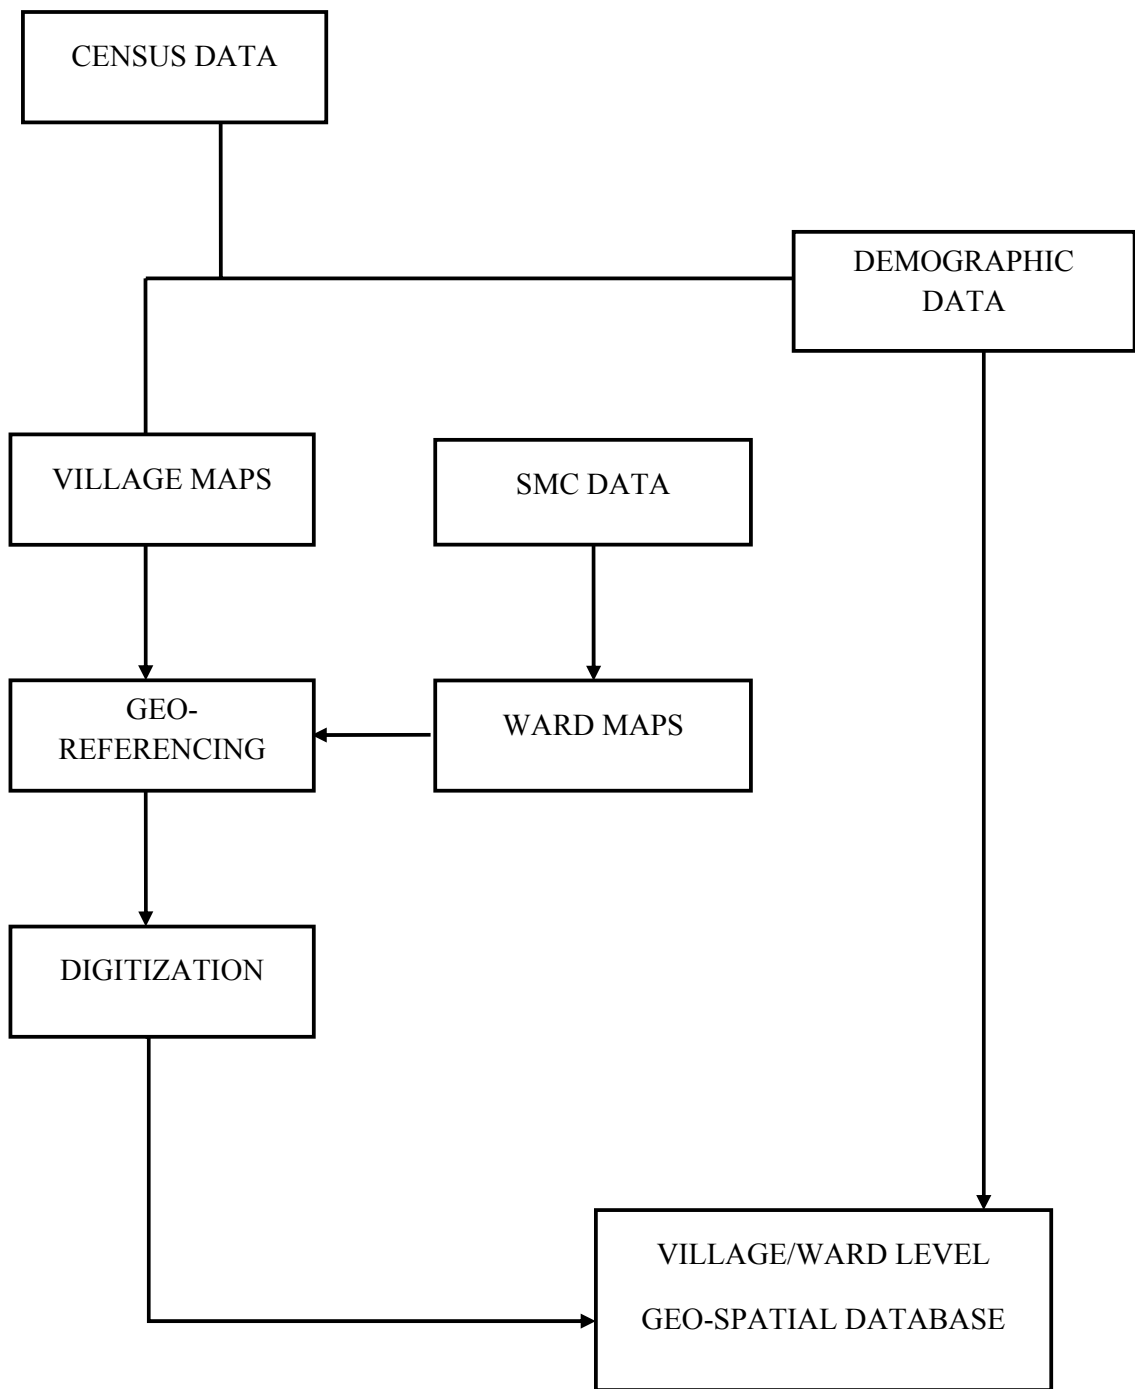 CENSUS DATA
DEMOGRAPHIC
DATA
VILLAGE MAPS
SMC DATA
GEO-
REFERENCING
WARD MAPS
DIGITIZATION
VILLAGE/WARD LEVEL
GEO-SPATIAL DATABASE